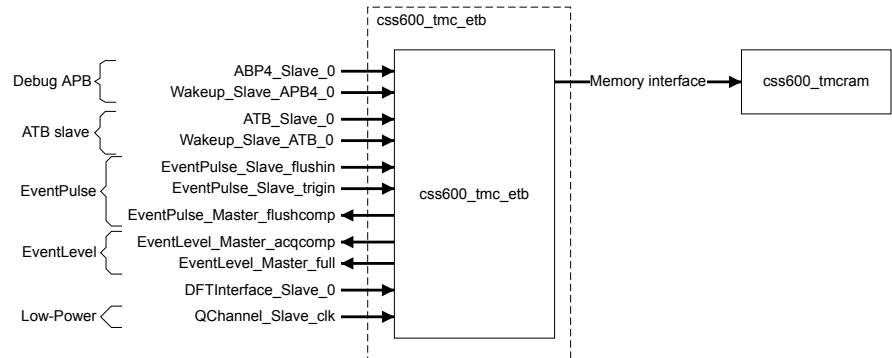 css600_tmc_etb
Debug APB
ABP4_Slave_0
Wakeup_Slave_APB4_0
ATB slave
ATB_Slave_0
Wakeup_Slave_ATB_0
EventPulse
EventPulse_Slave_flushin
EventPulse_Slave_trigin
EventPulse_Master_flushcomp
EventLevel
EventLevel_Master_acqcomp
EventLevel_Master_full
DFTInterface_Slave_0
Low-Power
QChannel_Slave_clk
css600_tmc_etb
Memory interface
css600_tmcram